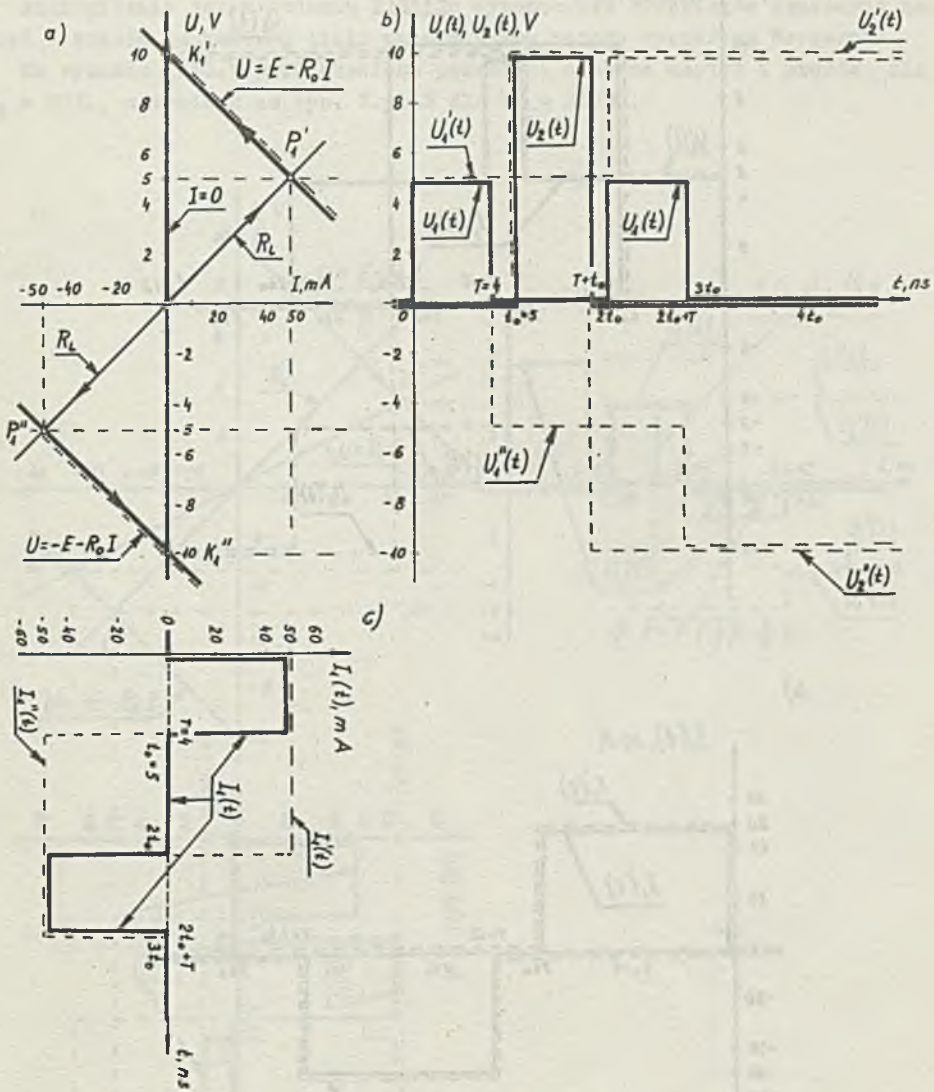 a)
U, V
10
K₁'
U = E - R₀I
8
P₁'
6
5
4
I = 0
2
R_L
-50 -40 -20
I, mA
20 40 50
R_L
-2
-4
P₁''
-5
-6
-8
U = -E - R₀I
-10 K₁''
b)
U₁(t), U₂(t), V
U₂'(t)
10
8
6
U₁'(t)
U₂(t)
4
U₁(t)
U₁(t)
2
T=4
T+t₀
3t₀
t, ns
0
t₀=5
2t₀
2t₀+T
4t₀
-2
-4
-6
U₁''(t)
-8
-10
U₂''(t)
c)
-60 -50 -40 -20 0 20 40 50 60
I₁(t), mA
I₁''(t)
T=4
t₀=5
I₁(t)
I₁'(t)
2t₀
2t₀+T
3t₀
t, ns